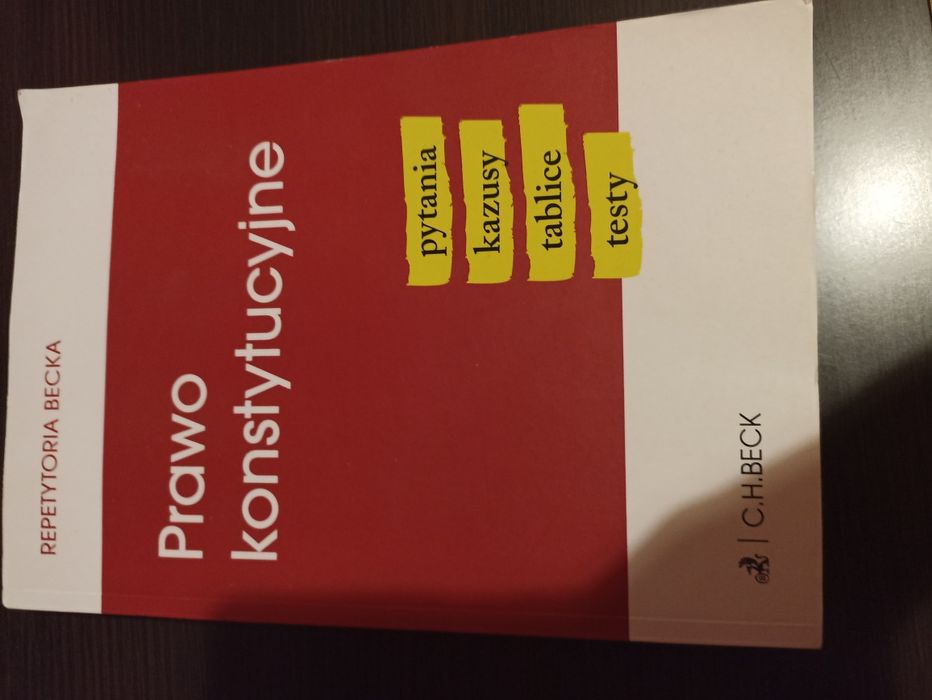 REPETYTORIA BECKA
Prawo
konstytucyjne
pytania
kazusy
tablice
testy
C.H.BECK